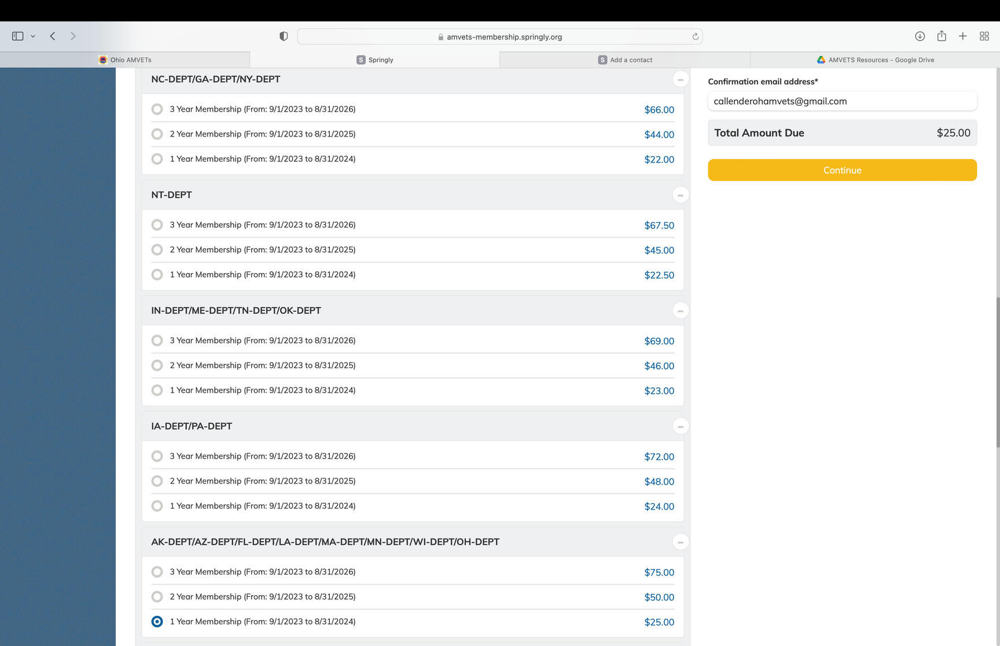 amvets-membership.springly.org
Ohio AMVETs
S Springly
S Add a contact
AMVETS Resources - Google Drive
NC-DEPT/GA-DEPT/NY-DEPT
3 Year Membership (From: 9/1/2023 to 8/31/2026) $66.00
2 Year Membership (From: 9/1/2023 to 8/31/2025) $44.00
1 Year Membership (From: 9/1/2023 to 8/31/2024) $22.00
NT-DEPT
3 Year Membership (From: 9/1/2023 to 8/31/2026) $67.50
2 Year Membership (From: 9/1/2023 to 8/31/2025) $45.00
1 Year Membership (From: 9/1/2023 to 8/31/2024) $22.50
IN-DEPT/ME-DEPT/TN-DEPT/OK-DEPT
3 Year Membership (From: 9/1/2023 to 8/31/2026) $69.00
2 Year Membership (From: 9/1/2023 to 8/31/2025) $46.00
1 Year Membership (From: 9/1/2023 to 8/31/2024) $23.00
IA-DEPT/PA-DEPT
3 Year Membership (From: 9/1/2023 to 8/31/2026) $72.00
2 Year Membership (From: 9/1/2023 to 8/31/2025) $48.00
1 Year Membership (From: 9/1/2023 to 8/31/2024) $24.00
AK-DEPT/AZ-DEPT/FL-DEPT/LA-DEPT/MA-DEPT/MN-DEPT/WI-DEPT/OH-DEPT
3 Year Membership (From: 9/1/2023 to 8/31/2026) $75.00
2 Year Membership (From: 9/1/2023 to 8/31/2025) $50.00
1 Year Membership (From: 9/1/2023 to 8/31/2024) $25.00
Confirmation email address*
callenderohamvets@gmail.com
Total Amount Due $25.00
Continue